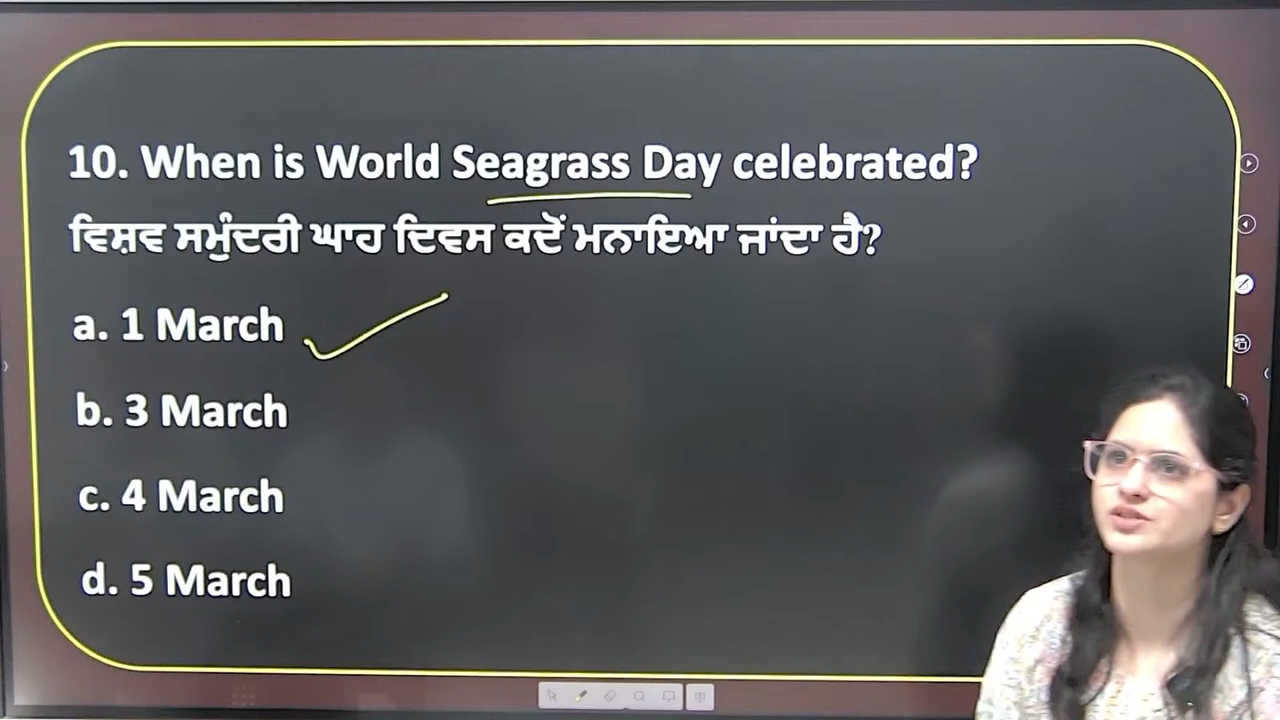 10. When is World Seagrass Day celebrated?
ਵਿਸ਼ਵ ਸਮੁੰਦਰੀ ਘਾਹ ਦਿਵਸ ਕਦੋਂ ਮਨਾਇਆ ਜਾਂਦਾ ਹੈ?
a. 1 March
b. 3 March
c. 4 March
d. 5 March